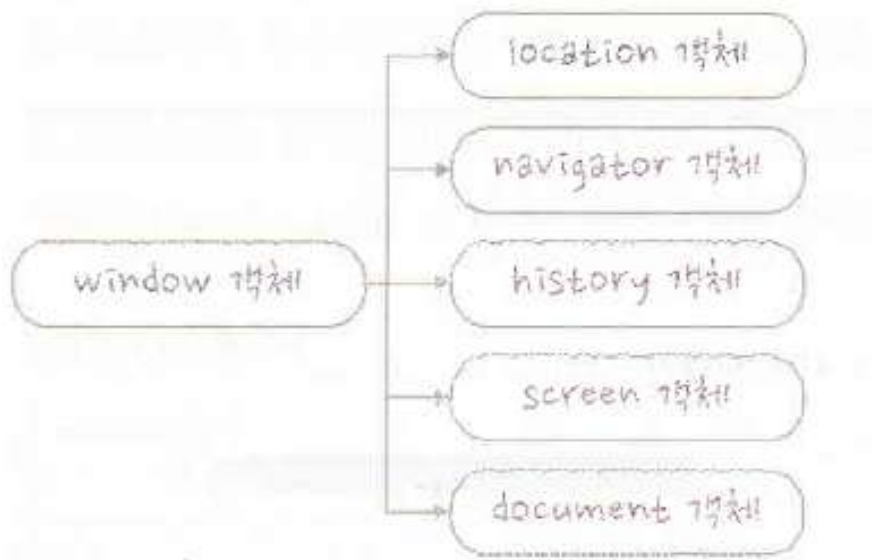 location 객체
navigator 객체
window 객체
history 객체
screen 객체
document 객체